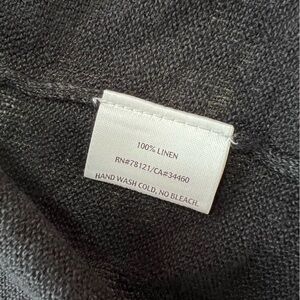 100% LINEN
RN#78121/CA#34460
HAND WASH COLD, NO BLEACH.